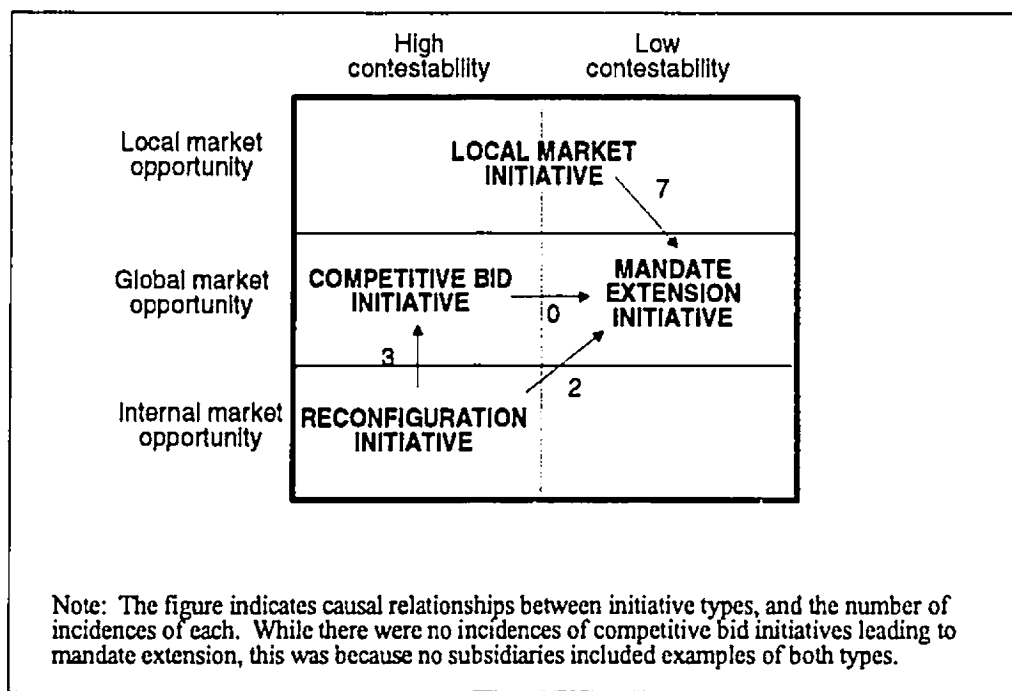 High
contestability
Low
contestability
Local market
opportunity
LOCAL MARKET
INITIATIVE
7
Global market
opportunity
COMPETITIVE BID
INITIATIVE
MANDATE
EXTENSION
INITIATIVE
0
3
2
Internal market
opportunity
RECONFIGURATION
INITIATIVE
Note: The figure indicates causal relationships between initiative types, and the number of
incidences of each. While there were no incidences of competitive bid initiatives leading to
mandate extension, this was because no subsidiaries included examples of both types.